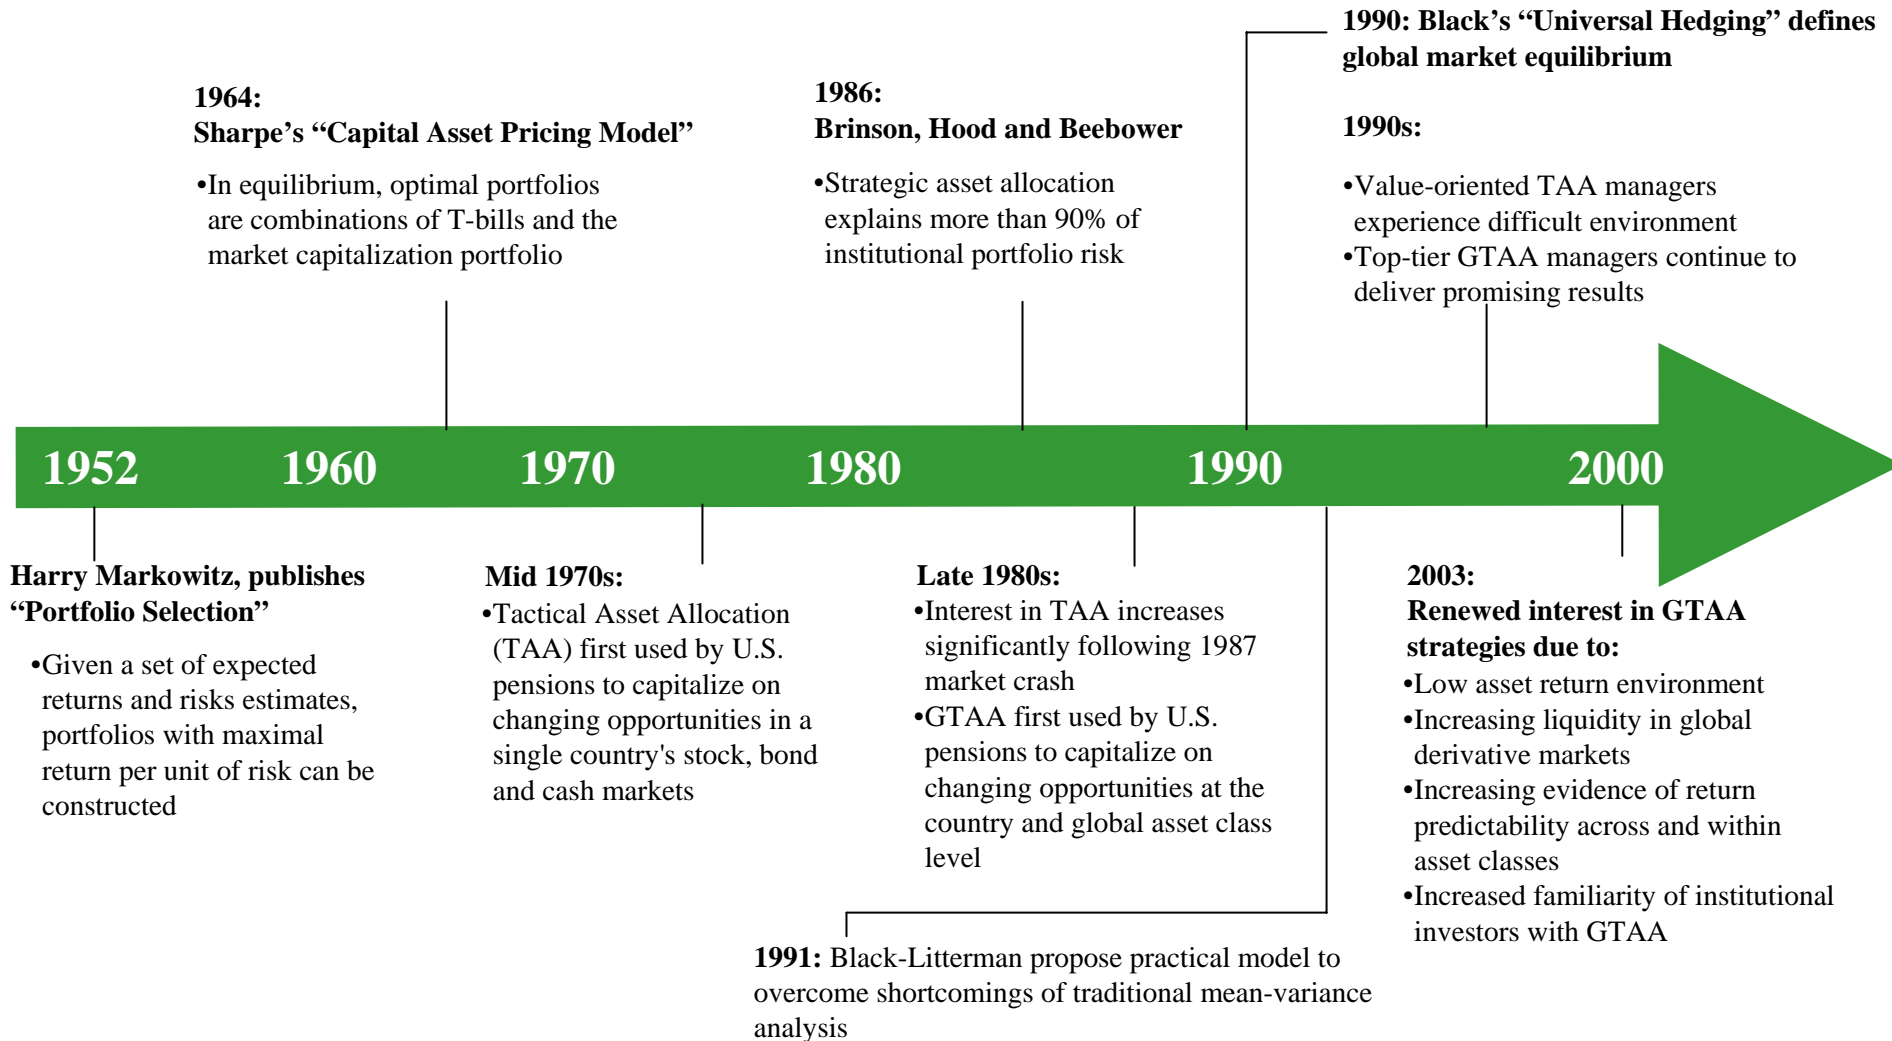 1990: Black’s “Universal Hedging” defines
global market equilibrium
1964:
Sharpe’s “Capital Asset Pricing Model”
•In equilibrium, optimal portfolios
are combinations of T-bills and the
market capitalization portfolio
1986:
Brinson, Hood and Beebower
•Strategic asset allocation
explains more than 90% of
institutional portfolio risk
1990s:
•Value-oriented TAA managers
experience difficult environment
•Top-tier GTAA managers continue to
deliver promising results
1952 1960 1970 1980 1990 2000
Harry Markowitz, publishes
“Portfolio Selection”
•Given a set of expected
returns and risks estimates,
portfolios with maximal
return per unit of risk can be
constructed
Mid 1970s:
•Tactical Asset Allocation
(TAA) first used by U.S.
pensions to capitalize on
changing opportunities in a
single country's stock, bond
and cash markets
Late 1980s:
•Interest in TAA increases
significantly following 1987
market crash
•GTAA first used by U.S.
pensions to capitalize on
changing opportunities at the
country and global asset class
level
2003:
Renewed interest in GTAA
strategies due to:
•Low asset return environment
•Increasing liquidity in global
derivative markets
•Increasing evidence of return
predictability across and within
asset classes
•Increased familiarity of institutional
investors with GTAA
1991: Black-Litterman propose practical model to
overcome shortcomings of traditional mean-variance
analysis